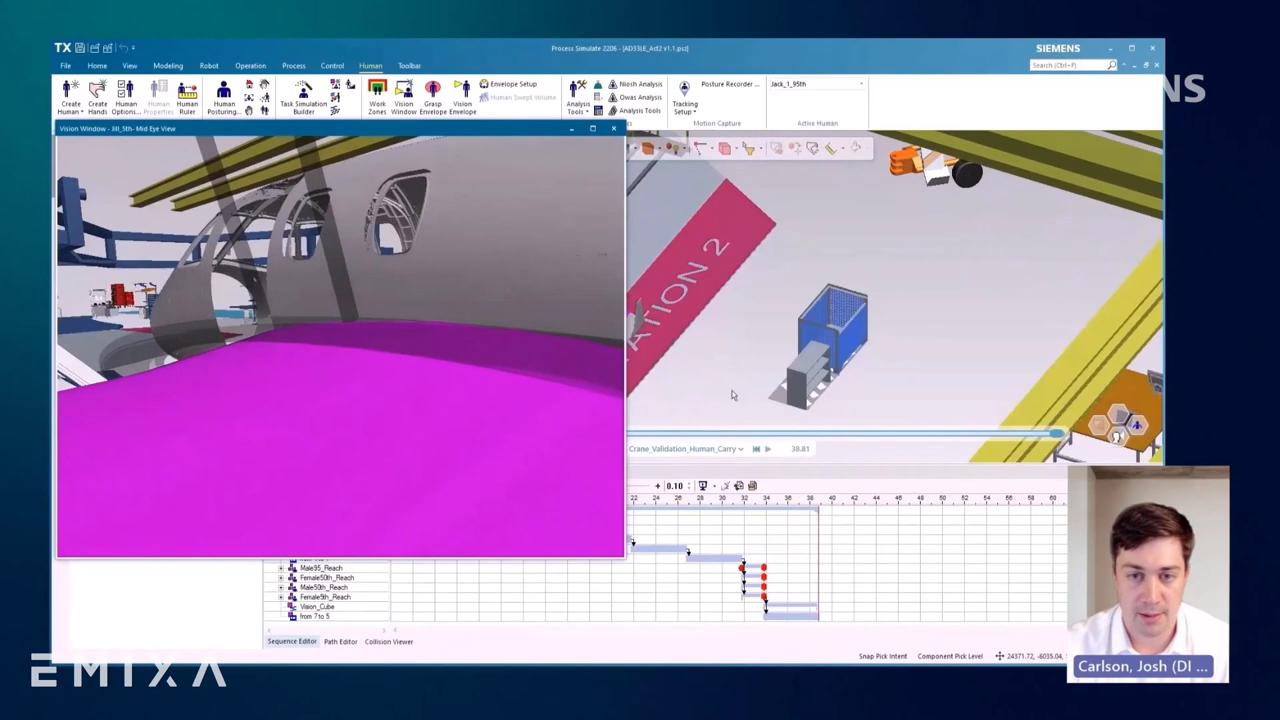 TX
Process Simulate 2206 - [AD33LE_Act2 v1.1.psz]
SIEMENS
File Home View Modeling Robot Operation Process Control Human Toolbar
Search (Ctrl+F)
Create Human
Create Hands
Human Options...
Human Properties
Human Ruler
Human Posturing...
Task Simulation Builder
Work Zones
Vision Window
Grasp Envelope
Vision Envelope
Envelope Setup
Human Swept Volume
Analysis Tools
Niosh Analysis
Owas Analysis
Analysis Tools
Tracking Setup
Posture Recorder ...
Motion Capture
Jack_1_95th
Active Human
NS
Vision Window - Jill_5th- Mid Eye View
ATION 2
Crane_Validation_Human_Carry
38.81
+ 0.10
22 24 26 28 30 32 34 36 38 40 42 44 46 48 50 52 54 56 58 60
Male95_Reach
Female50th_Reach
Male50th_Reach
Female5th_Reach
Vision_Cube
from 7 to 5
Sequence Editor Path Editor Collision Viewer
Snap Pick Intent Component Pick Level 24371.72, -6035.04,
EMIXA
Carlson, Josh (DI ...